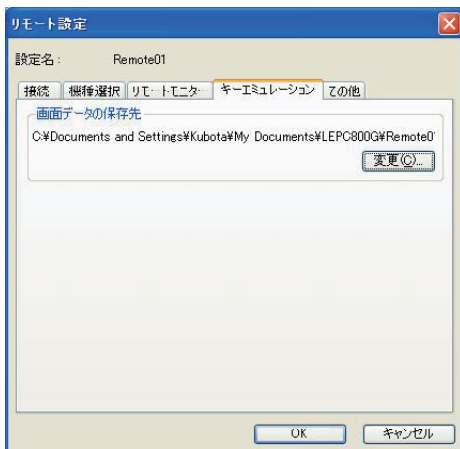 リモート設定
設定名： Remote01
接続 機種選択 リモートモニター キーエミュレーション その他
画面データの保存先
C:¥Documents and Settings¥Kubota¥My Documents¥LEPC800G¥Remote0
変更(C)...
OK キャンセル